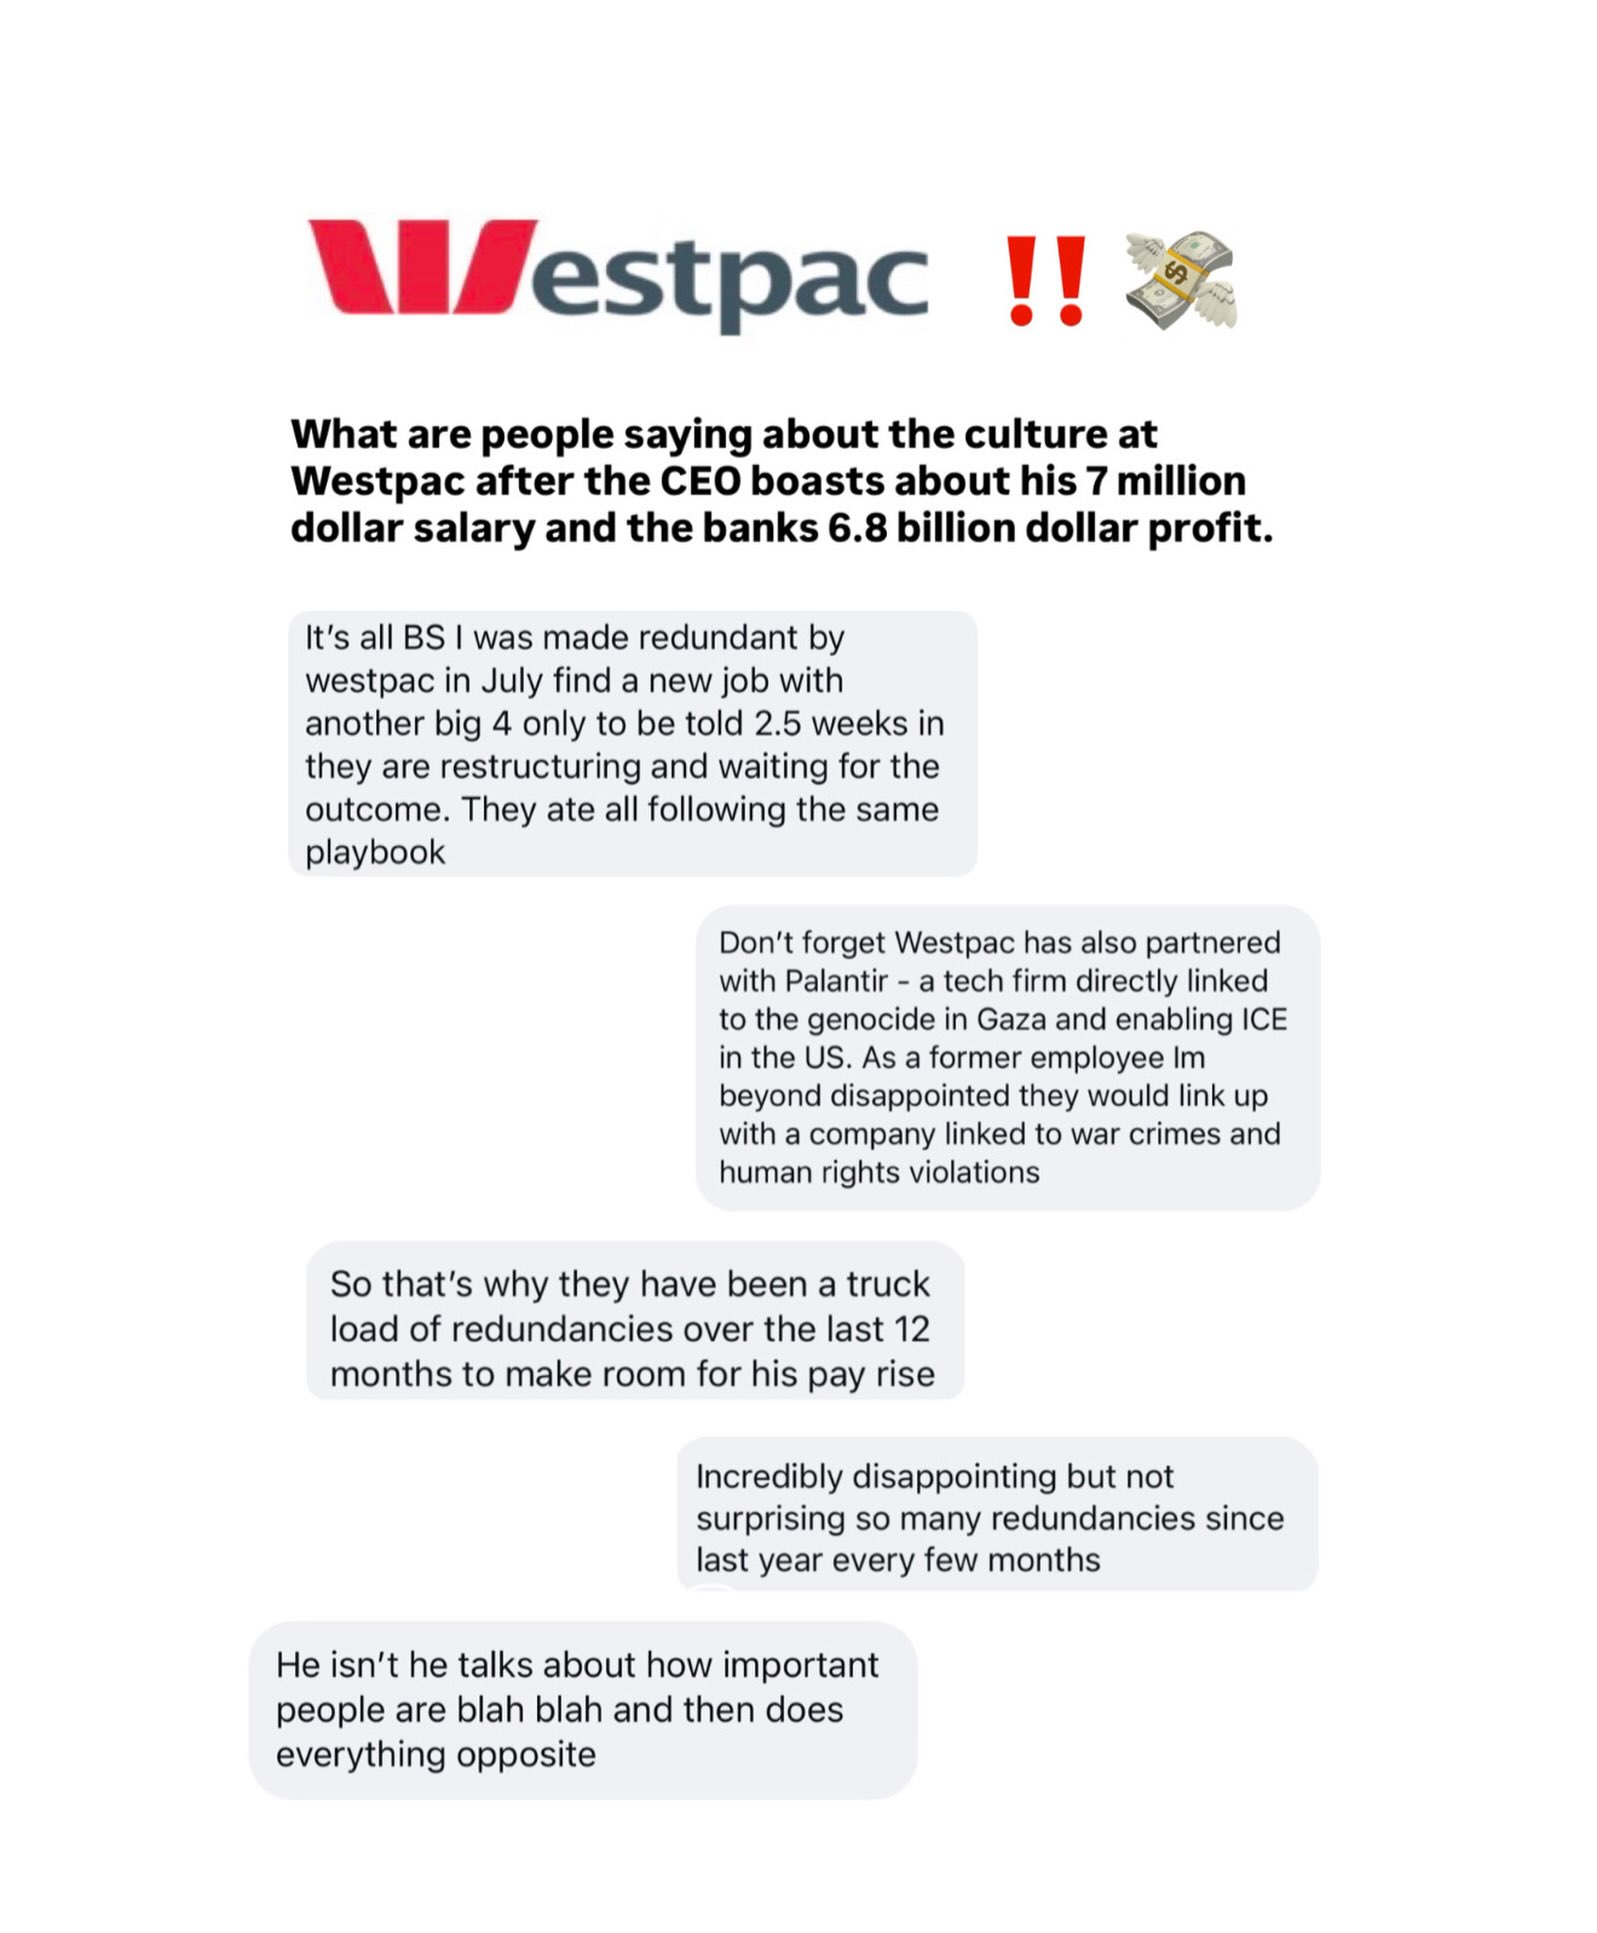 Westpac ‼️ 💸
What are people saying about the culture at
Westpac after the CEO boasts about his 7 million
dollar salary and the banks 6.8 billion dollar profit.
It's all BS I was made redundant by
westpac in July find a new job with
another big 4 only to be told 2.5 weeks in
they are restructuring and waiting for the
outcome. They ate all following the same
playbook
Don't forget Westpac has also partnered
with Palantir - a tech firm directly linked
to the genocide in Gaza and enabling ICE
in the US. As a former employee Im
beyond disappointed they would link up
with a company linked to war crimes and
human rights violations
So that's why they have been a truck
load of redundancies over the last 12
months to make room for his pay rise
Incredibly disappointing but not
surprising so many redundancies since
last year every few months
He isn't he talks about how important
people are blah blah and then does
everything opposite